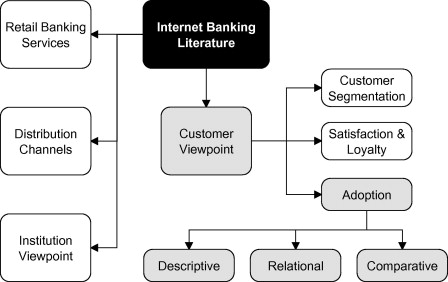 Internet Banking
Literature
Retail Banking
Services
Distribution
Channels
Institution
Viewpoint
Customer
Viewpoint
Customer
Segmentation
Satisfaction &
Loyalty
Adoption
Descriptive
Relational
Comparative